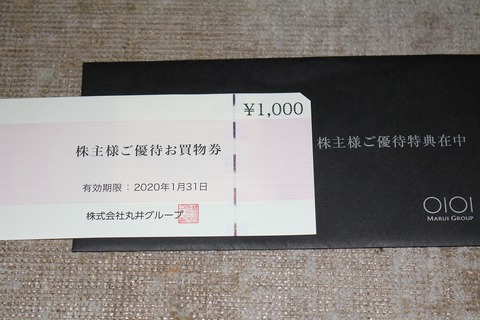 ¥1,000
株主様ご優待お買物券
有効期限：2020年1月31日
株式会社丸井グループ
株主様ご優待特典在中
OIOI
MARUI GROUP